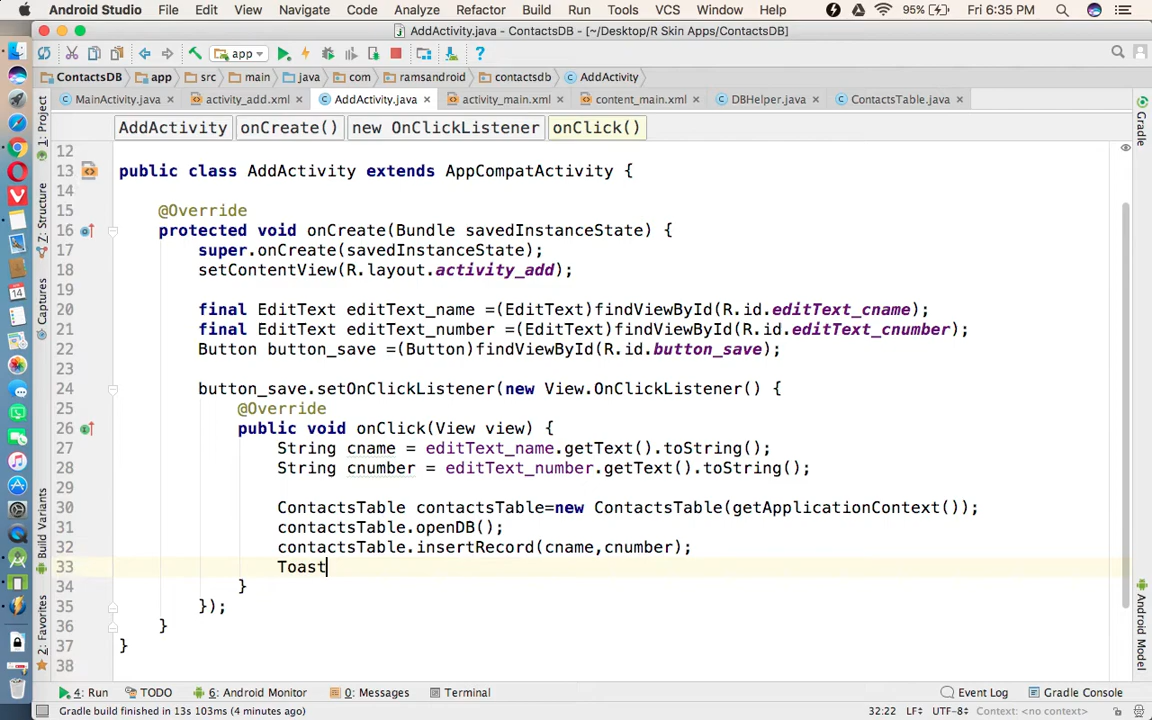 Android Studio File Edit View Navigate Code Analyze Refactor Build Run Tools VCS Window Help 95% Fri 6:35 PM
AddActivity.java - ContactsDB - [~/Desktop/R Skin Apps/ContactsDB]
app
ContactsDB app src main java com ramsandroid contactsdb AddActivity
MainActivity.java activity_add.xml AddActivity.java activity_main.xml content_main.xml DBHelper.java ContactsTable.java
AddActivity onCreate() new OnClickListener onClick()
12
13 public class AddActivity extends AppCompatActivity {
14
15 @Override
16 protected void onCreate(Bundle savedInstanceState) {
17 super.onCreate(savedInstanceState);
18 setContentView(R.layout.activity_add);
19
20 final EditText editText_name =(EditText)findViewById(R.id.editText_cname);
21 final EditText editText_number =(EditText)findViewById(R.id.editText_cnumber);
22 Button button_save =(Button)findViewById(R.id.button_save);
23
24 button_save.setOnClickListener(new View.OnClickListener() {
25 @Override
26 public void onClick(View view) {
27 String cname = editText_name.getText().toString();
28 String cnumber = editText_number.getText().toString();
29
30 ContactsTable contactsTable=new ContactsTable(getApplicationContext());
31 contactsTable.openDB();
32 contactsTable.insertRecord(cname,cnumber);
33 Toast
34 }
35 });
36 }
37 }
38
1: Project
7: Structure
Captures
Build Variants
2: Favorites
Gradle
Android Model
4: Run TODO 6: Android Monitor 0: Messages Terminal Event Log Gradle Console
Gradle build finished in 13s 103ms (4 minutes ago) 32:22 LF÷ UTF-8÷ Context: <no context>